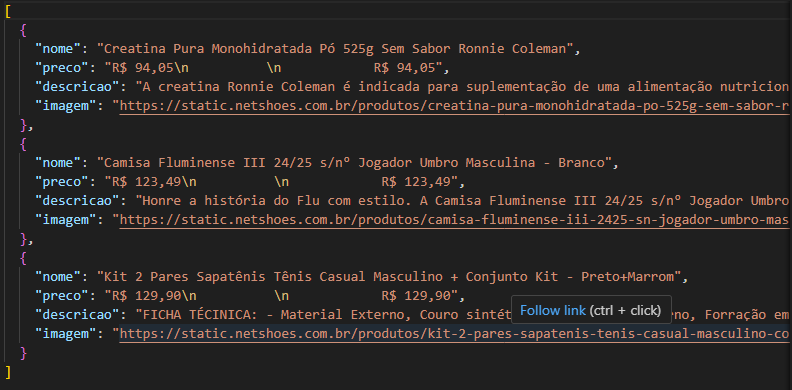 [
{
"nome": "Creatina Pura Monohidratada Pó 525g Sem Sabor Ronnie Coleman",
"preco": "R$ 94,05\n \n R$ 94,05",
"descricao": "A creatina Ronnie Coleman é indicada para suplementação de uma alimentação nutricion
"imagem": "https://static.netshoes.com.br/produtos/creatina-pura-monohidratada-po-525g-sem-sabor-r
},
{
"nome": "Camisa Fluminense III 24/25 s/nº Jogador Umbro Masculina - Branco",
"preco": "R$ 123,49\n \n R$ 123,49",
"descricao": "Honre a história do Flu com estilo. A Camisa Fluminense III 24/25 s/nº Jogador Umbro
"imagem": "https://static.netshoes.com.br/produtos/camisa-fluminense-iii-2425-sn-jogador-umbro-mas
},
{
"nome": "Kit 2 Pares Sapatênis Tênis Casual Masculino + Conjunto Kit - Preto+Marrom",
"preco": "R$ 129,90\n \n R$ 129,90",
Follow link (ctrl + click)
"descricao": "FICHA TÉCINICA: - Material Externo, Couro sintét no, Forração em
"imagem": "https://static.netshoes.com.br/produtos/kit-2-pares-sapatenis-tenis-casual-masculino-co
}
]